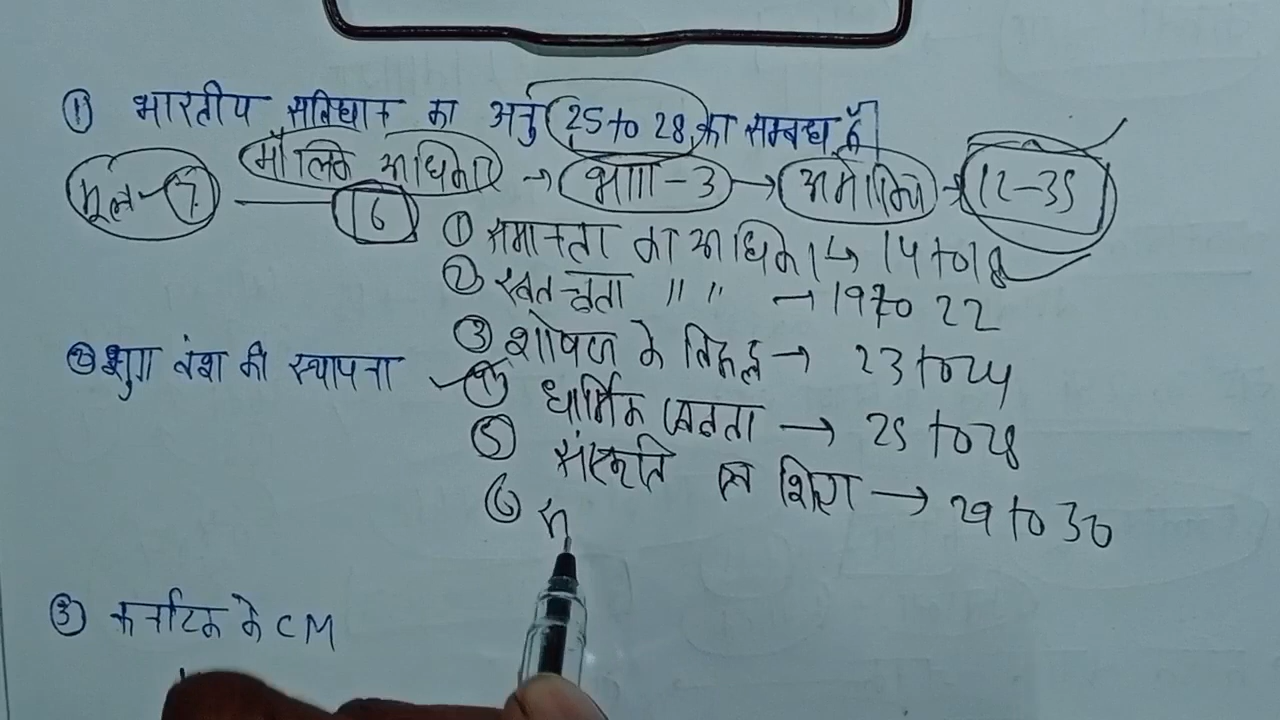 ① भारतीय संविधान का अनु 25 to 28 का सम्बन्ध है
मूल - 7 — 6 मौलिक अधिकार → भाग - 3 → अमेरिका → 12-35
① समानता का अधिकार → 14 to 18
② स्वतन्त्रता " " → 19 to 22
③ शोषण के विरूद्ध → 23 to 24
④ धार्मिक स्वतंत्रता → 25 to 28
⑤ संस्कृति एवं शिक्षा → 29 to 30
⑥
② शुंग वंश की स्थापना
③ कर्नाटक के CM